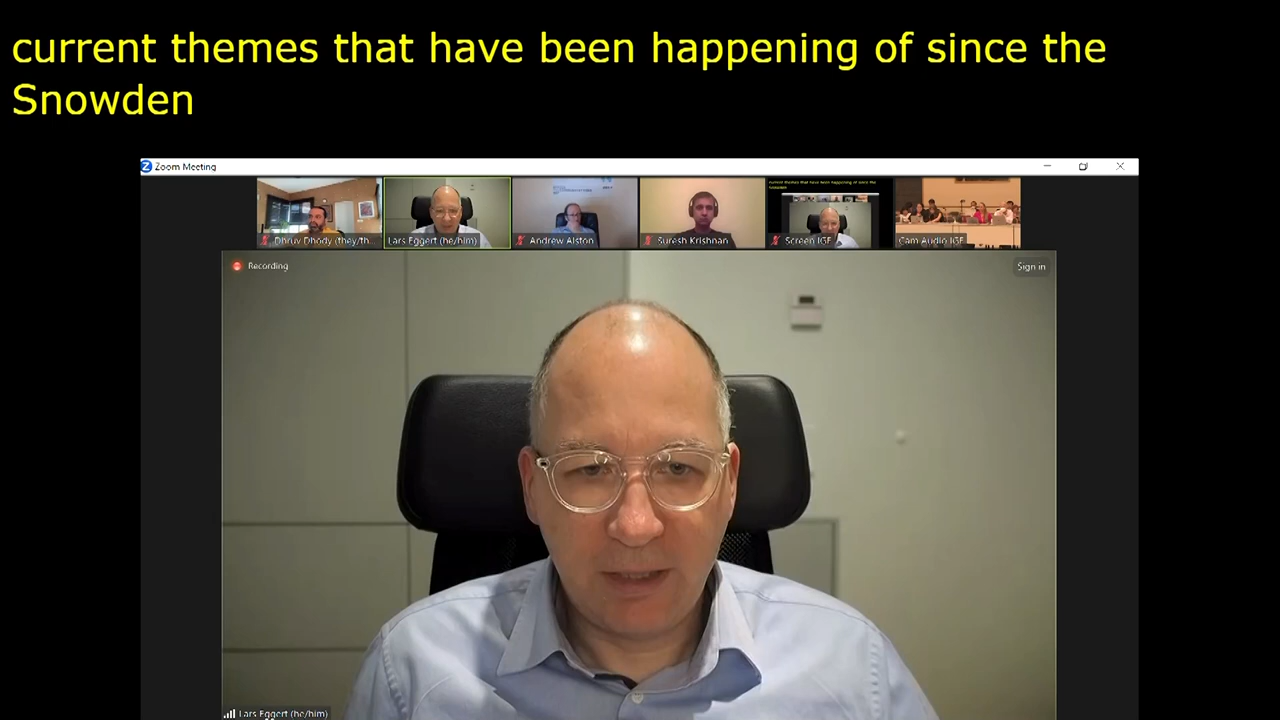 current themes that have been happening of since the
Snowden
Zoom Meeting
Dhruv Dhody (they/th...
Lars Eggert (he/him)
Andrew Alston
Suresh Krishnan
Screen IGF
Cam Audio IGF
Recording
Sign in
Lars Eggert (he/him)